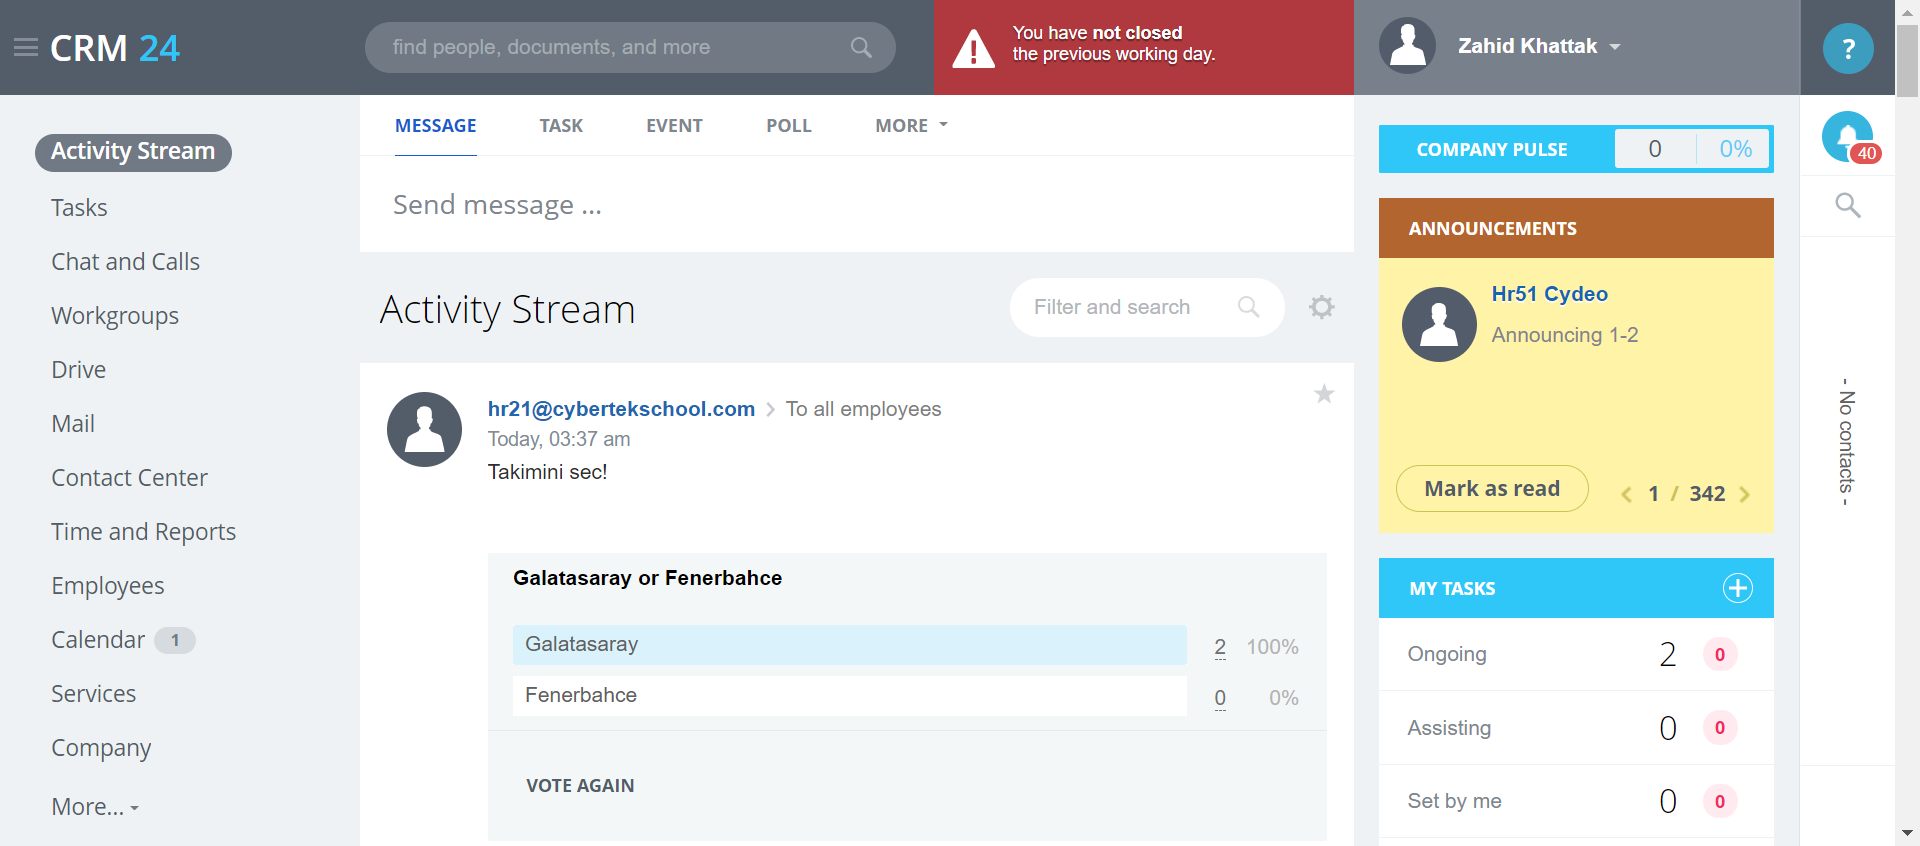 CRM 24
find people, documents, and more
You have not closed
the previous working day.
Zahid Khattak
?
Activity Stream
Tasks
Chat and Calls
Workgroups
Drive
Mail
Contact Center
Time and Reports
Employees
Calendar 1
Services
Company
More...
MESSAGE TASK EVENT POLL MORE
Send message ...
Activity Stream
Filter and search
hr21@cybertekschool.com To all employees
Today, 03:37 am
Takimini sec!
Galatasaray or Fenerbahce
Galatasaray 2 100%
Fenerbahce 0 0%
VOTE AGAIN
COMPANY PULSE 0 0%
ANNOUNCEMENTS
Hr51 Cydeo
Announcing 1-2
Mark as read 1 / 342
MY TASKS
Ongoing 2 0
Assisting 0 0
Set by me 0 0
40
- No contacts -